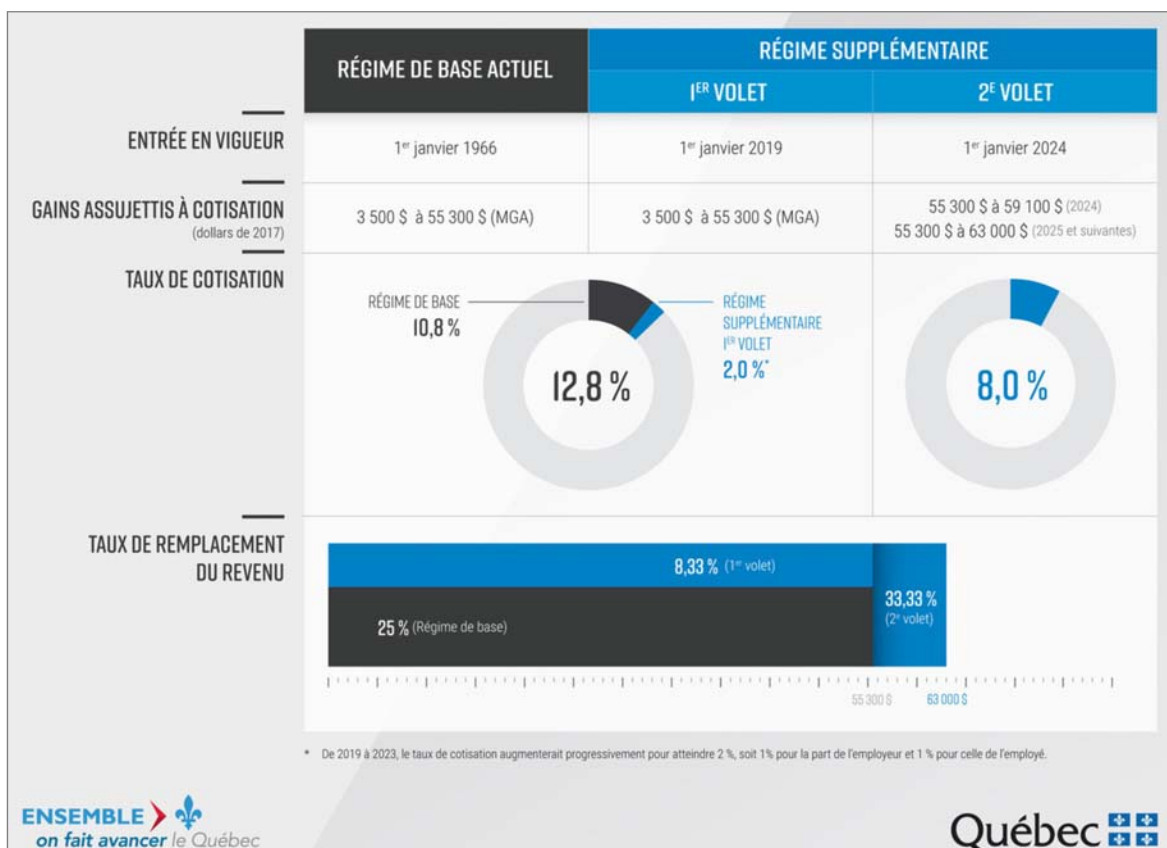 RÉGIME DE BASE ACTUEL
RÉGIME SUPPLÉMENTAIRE
1ER VOLET
2E VOLET
ENTRÉE EN VIGUEUR
1er janvier 1966
1er janvier 2019
1er janvier 2024
GAINS ASSUJETTIS À COTISATION
(dollars de 2017)
3 500 $ à 55 300 $ (MGA)
3 500 $ à 55 300 $ (MGA)
55 300 $ à 59 100 $ (2024)
55 300 $ à 63 000 $ (2025 et suivantes)
TAUX DE COTISATION
RÉGIME DE BASE
10,8 %
12,8 %
RÉGIME
SUPPLÉMENTAIRE
1ER VOLET
2,0 %*
8,0 %
TAUX DE REMPLACEMENT
DU REVENU
8,33 % (1er volet)
25 % (Régime de base)
33,33 %
(2e volet)
55 300 $
63 000 $
* De 2019 à 2023, le taux de cotisation augmenterait progressivement pour atteindre 2 %, soit 1% pour la part de l'employeur et 1 % pour celle de l'employé.
ENSEMBLE
on fait avancer le Québec
Québec